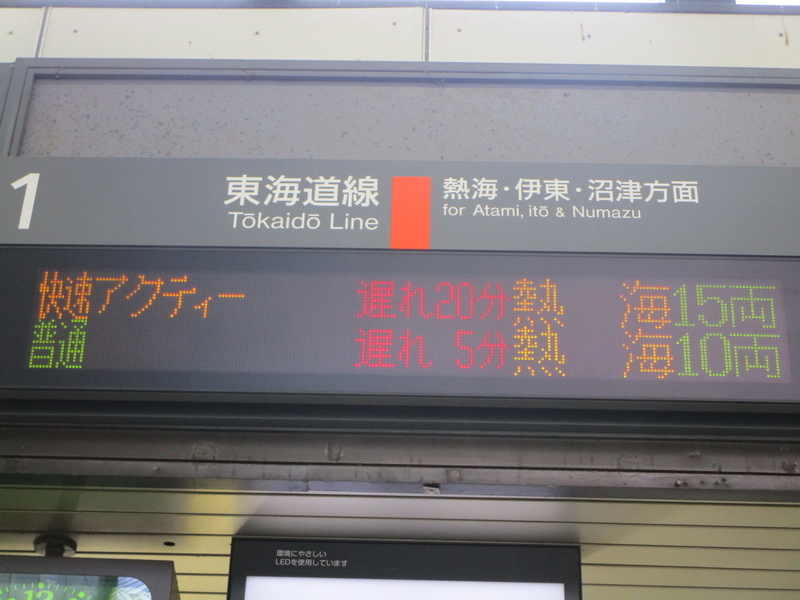 1
東海道線
Tōkaidō Line
熱海・伊東・沼津方面
for Atami, itō & Numazu
快速アクティー 遅れ20分 熱海 15両
普通 遅れ 5分 熱海 10両
環境にやさしい
LEDを使用しています
12